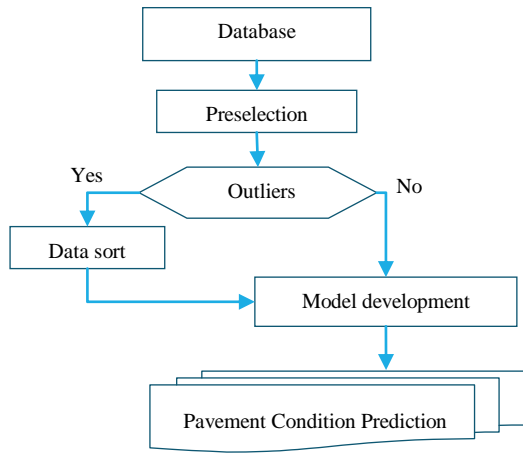 Database
Preselection
Yes
Outliers
No
Data sort
Model development
Pavement Condition Prediction